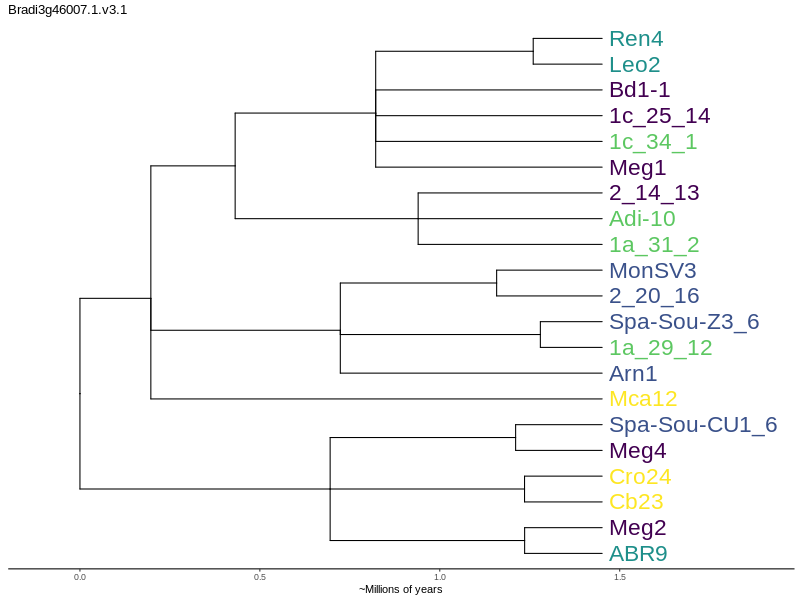 Bradi3g46007.1.v3.1
Ren4
Leo2
Bd1-1
1c_25_14
1c_34_1
Meg1
2_14_13
Adi-10
1a_31_2
MonSV3
2_20_16
Spa-Sou-Z3_6
1a_29_12
Arn1
Mca12
Spa-Sou-CU1_6
Meg4
Cro24
Cb23
Meg2
ABR9
0.0 0.5 1.0 1.5
~Millions of years